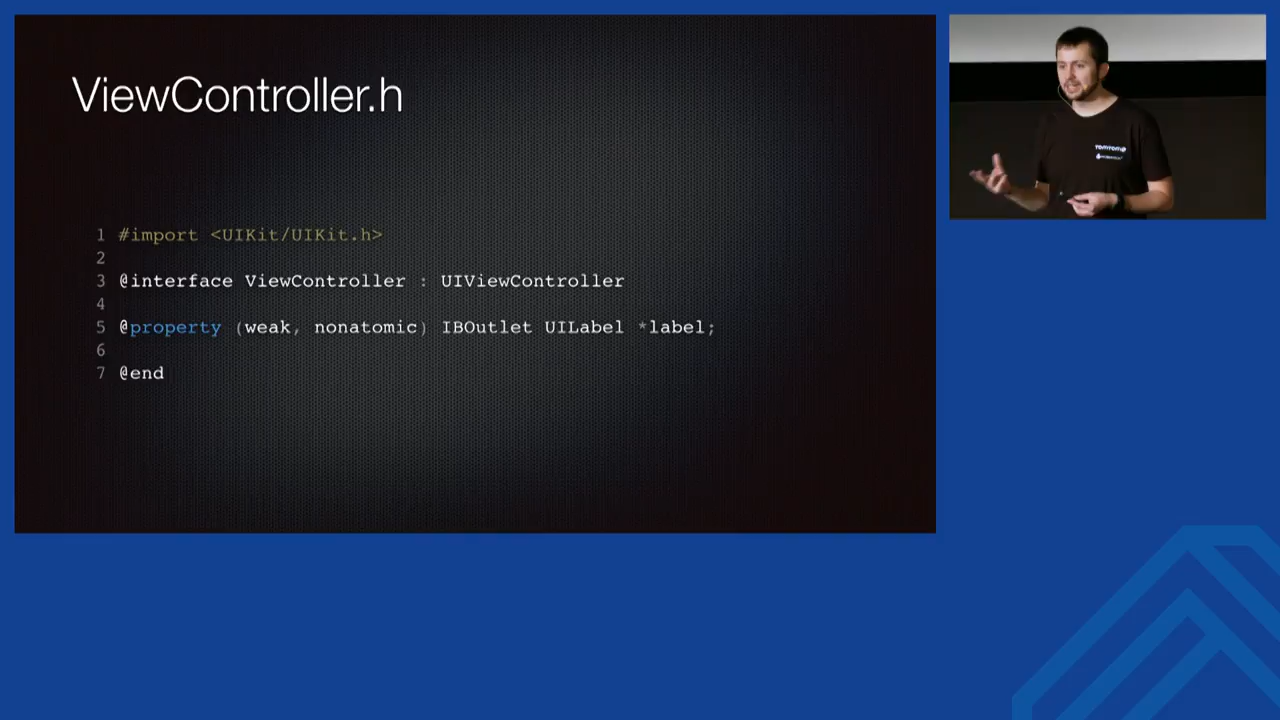 ViewController.h
1 #import <UIKit/UIKit.h>
2
3 @interface ViewController : UIViewController
4
5 @property (weak, nonatomic) IBOutlet UILabel *label;
6
7 @end
TOMTOM